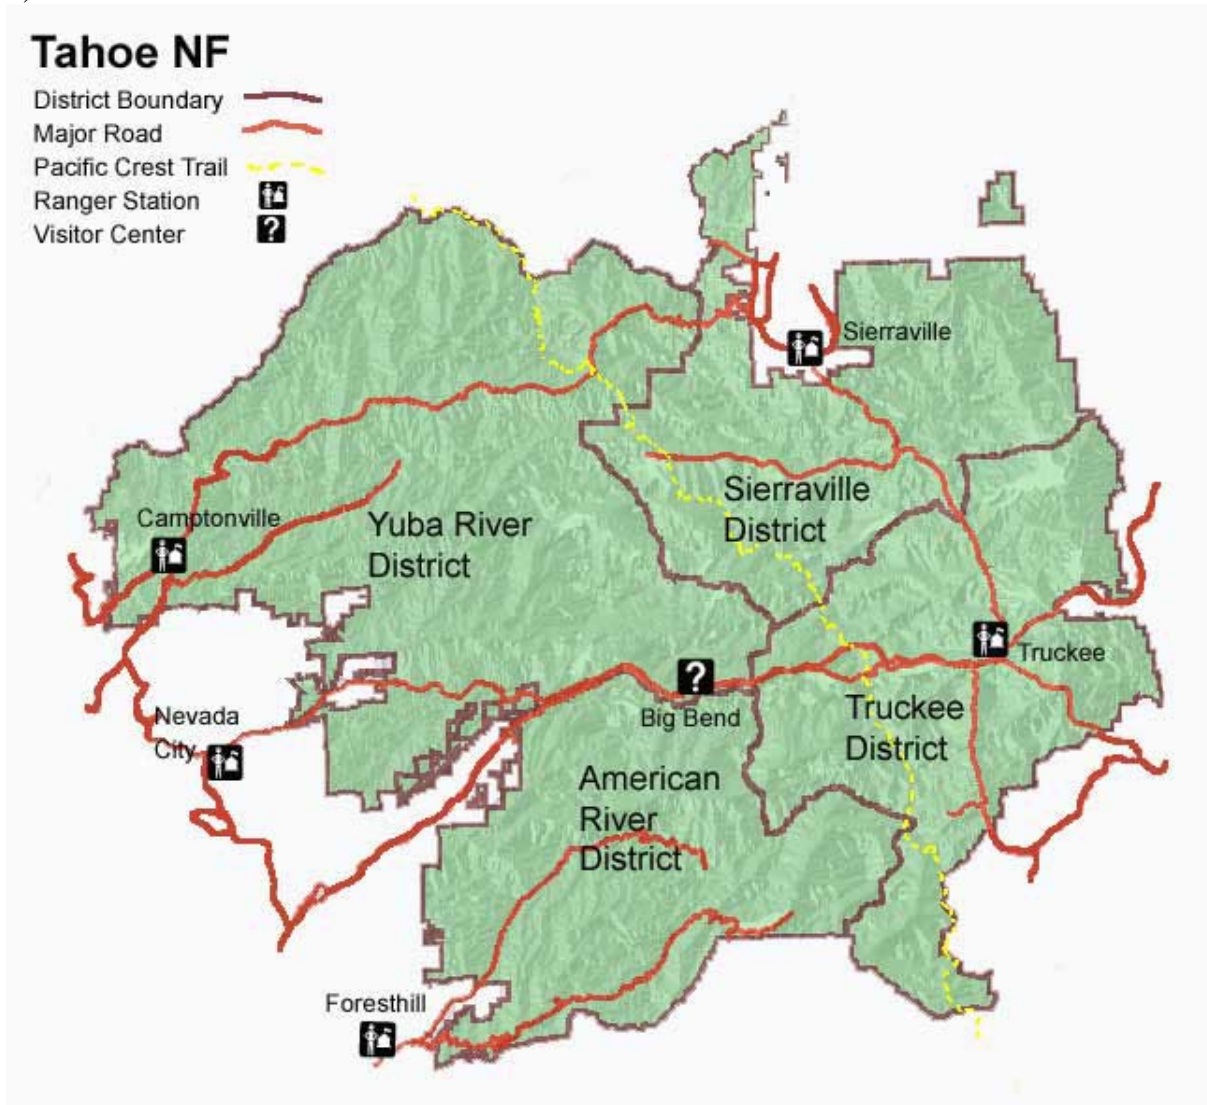 Tahoe NF
District Boundary
Major Road
Pacific Crest Trail
Ranger Station
Visitor Center
?
Sierraville
Camptonville
Yuba River
District
Sierraville
District
Truckee
?
Big Bend
Nevada
City
Truckee
District
American
River
District
Foresthill